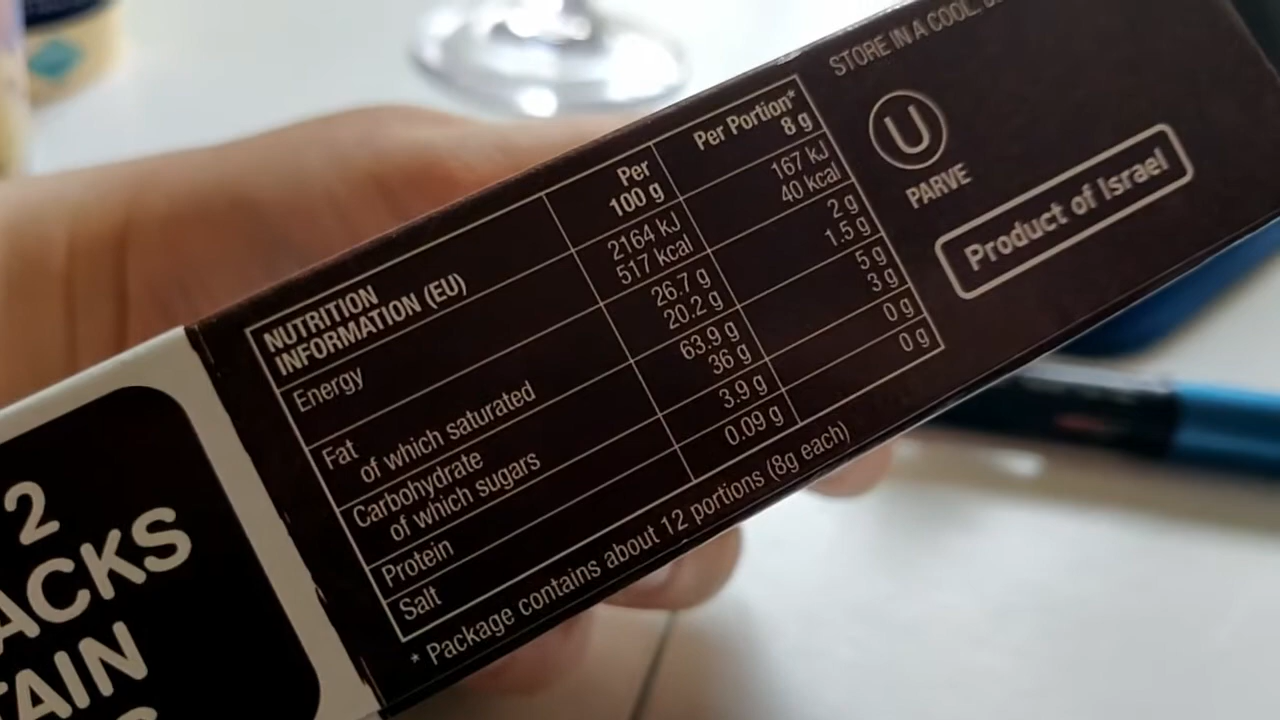 2
ACKS
TAIN
NUTRITION
INFORMATION (EU)
Per
100 g
Per Portion*
8 g
Energy
2164 kJ
517 kcal
167 kJ
40 kcal
Fat
26.7 g
2 g
of which saturated
20.2 g
1.5 g
Carbohydrate
63.9 g
5 g
of which sugars
36 g
3 g
Protein
3.9 g
0 g
Salt
0.09 g
0 g
* Package contains about 12 portions (8g each)
STORE IN A COOL.
U
PARVE
Product of Israel